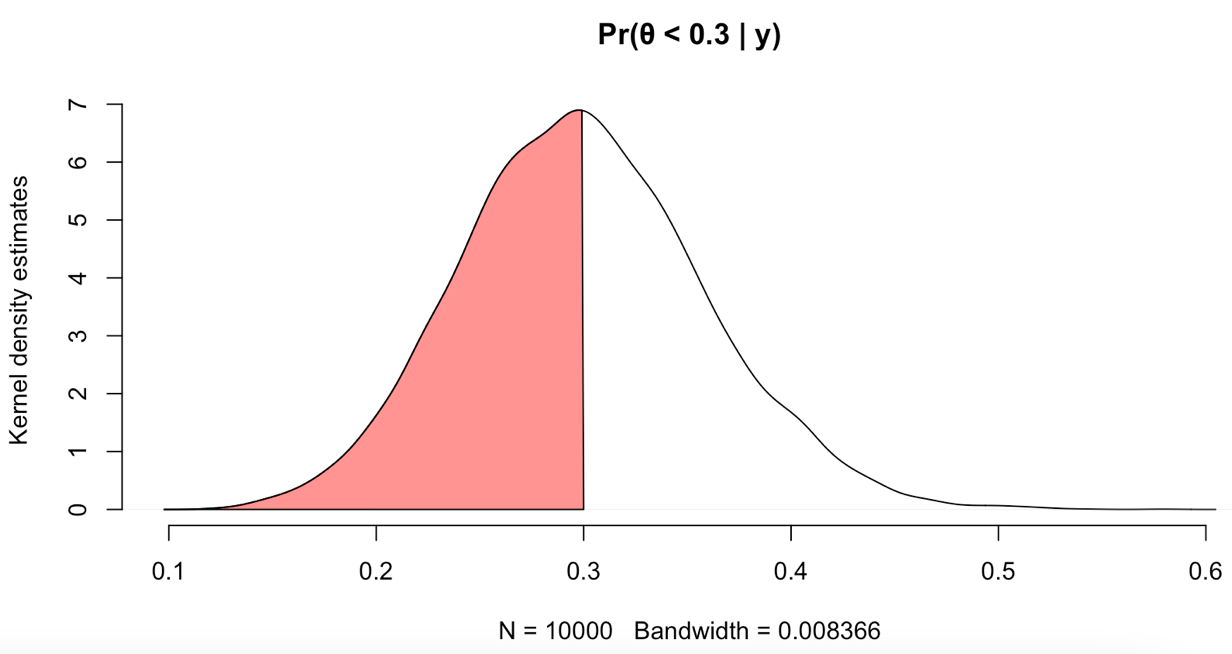 Pr(θ < 0.3 | y)
Kernel density estimates
7
6
5
4
3
2
1
0
0.1 0.2 0.3 0.4 0.5 0.6
N = 10000 Bandwidth = 0.008366